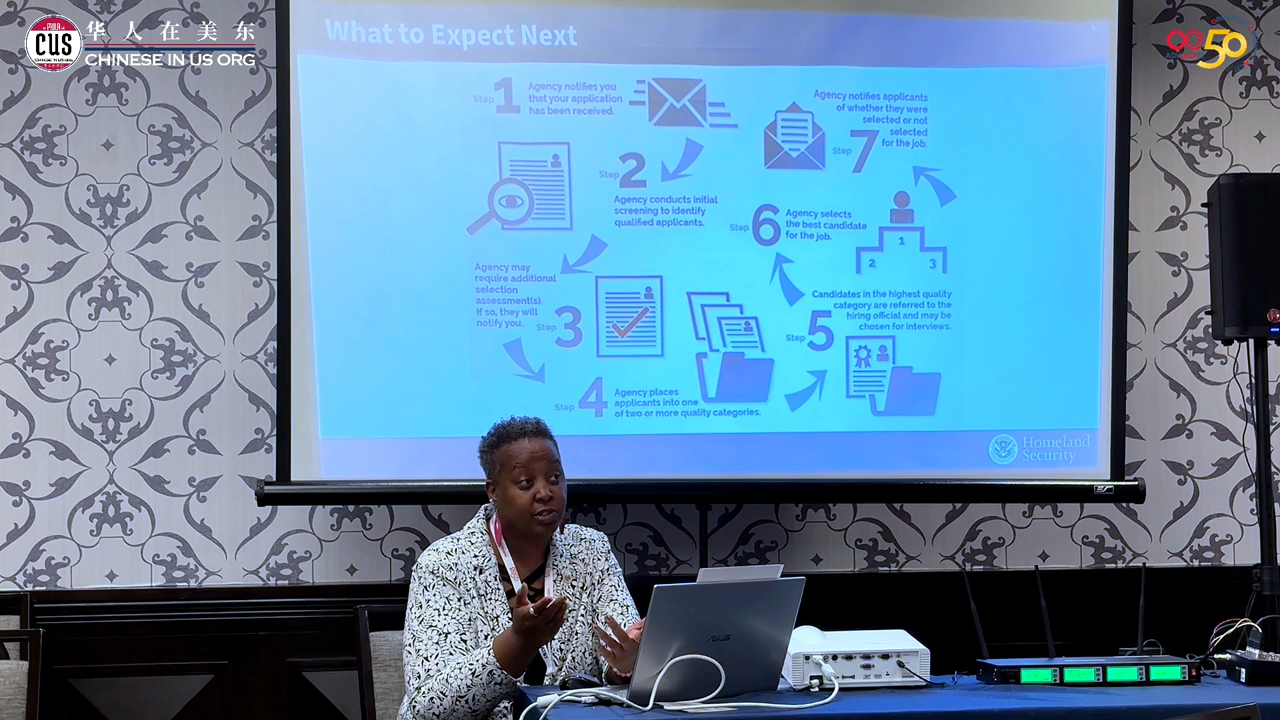 CUS
CHINESE IN US ORG
华人在美东
CHINESE IN US ORG
50
What to Expect Next
Step 1
Agency notifies you
that your application
has been received.
Step 2
Agency conducts initial
screening to identify
qualified applicants.
Agency may
require additional
selection
assessment(s).
If so, they will
notify you.
Step 3
Step 4
Agency places
applicants into one
of two or more quality categories.
Candidates in the highest quality
category are referred to the
hiring official and may be
chosen for interviews.
Step 5
Step 6
Agency selects
the best candidate
for the job.
1
2
3
Agency notifies applicants
of whether they were
selected or not
selected
for the job.
Step 7
Homeland
Security
ASUS